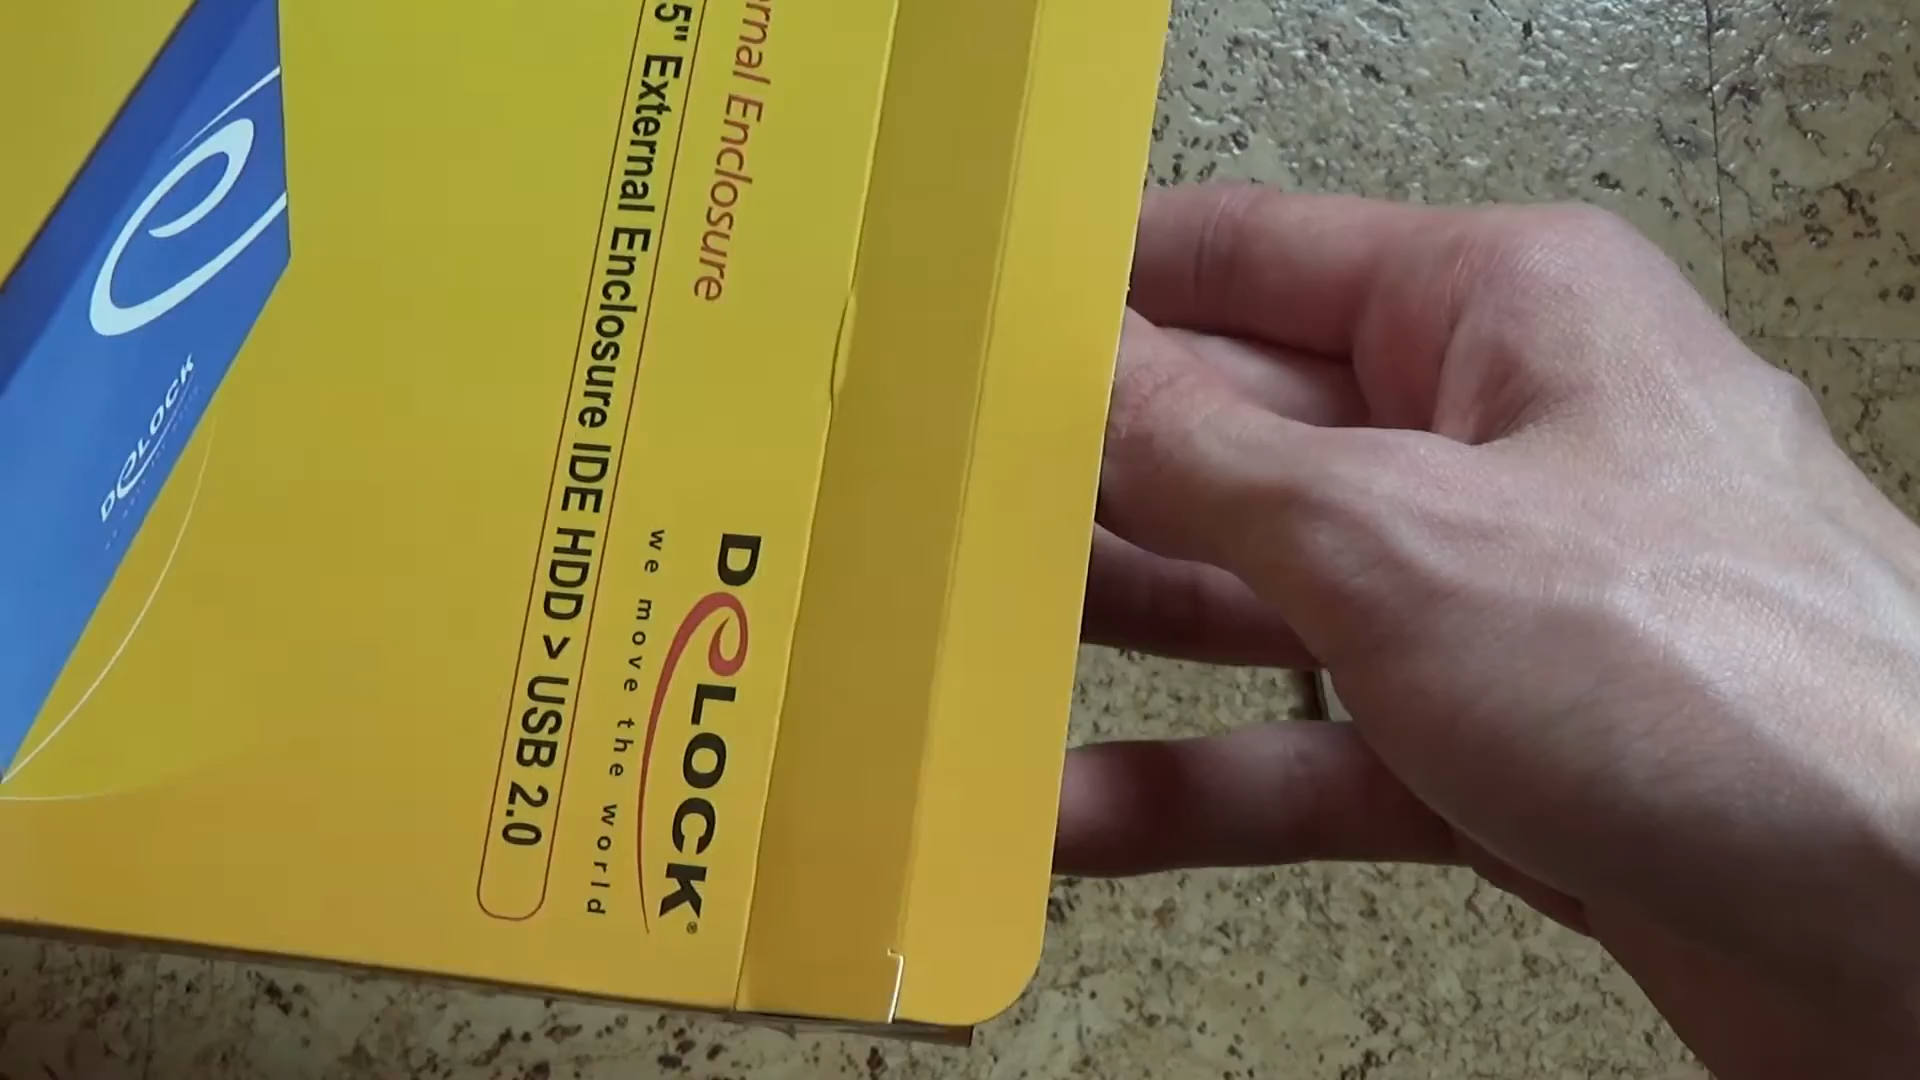 rnal Enclosure
5" External Enclosure IDE HDD > USB 2.0
DeLOCK®
we move the world
DeLOCK